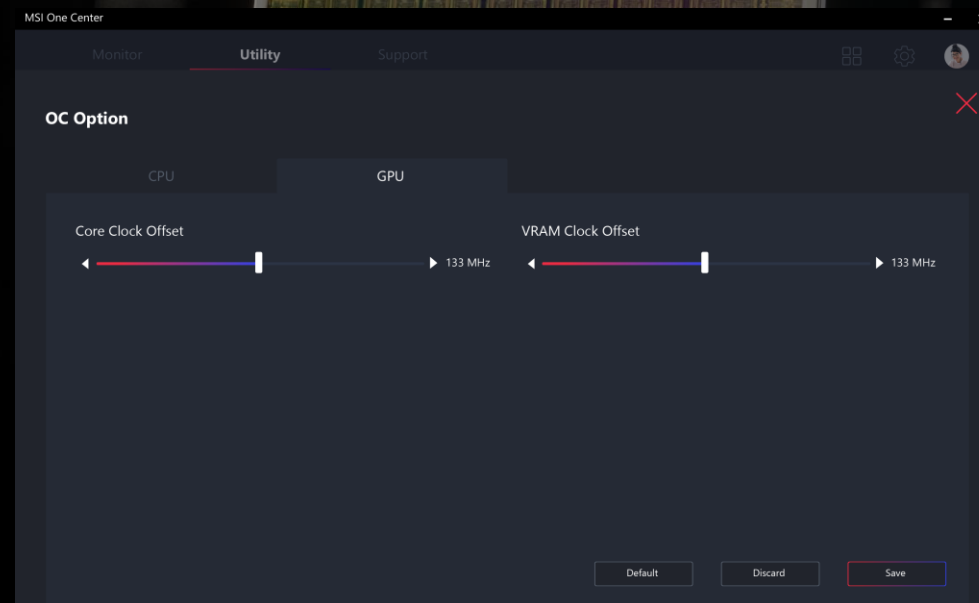 MSI One Center
Monitor Utility Support
OC Option
CPU GPU
Core Clock Offset VRAM Clock Offset
133 MHz 133 MHz
Default Discard Save